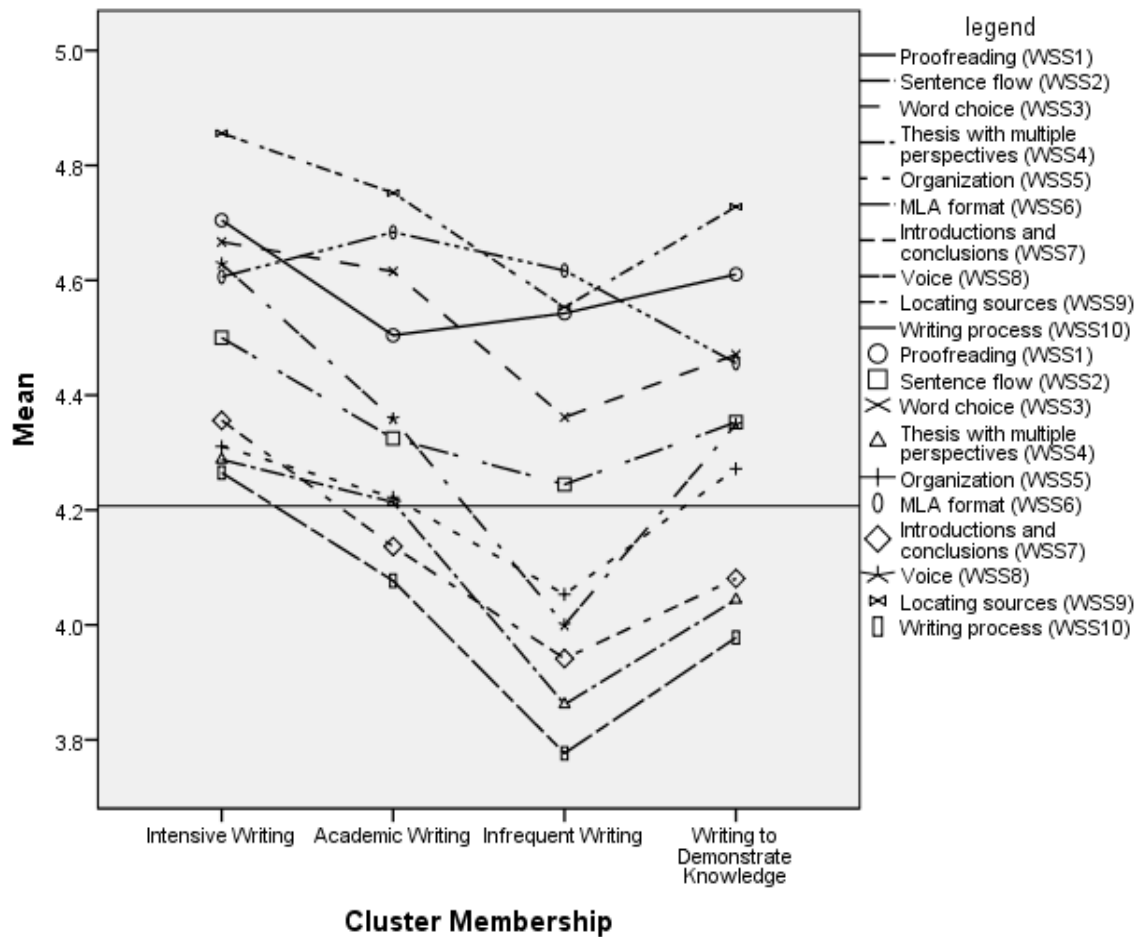 legend
Proofreading (WSS1)
Sentence flow (WSS2)
Word choice (WSS3)
Thesis with multiple
perspectives (WSS4)
Organization (WSS5)
MLA format (WSS6)
Introductions and
conclusions (WSS7)
Voice (WSS8)
Locating sources (WSS9)
Writing process (WSS10)
Proofreading (WSS1)
Sentence flow (WSS2)
Word choice (WSS3)
Thesis with multiple
perspectives (WSS4)
Organization (WSS5)
MLA format (WSS6)
Introductions and
conclusions (WSS7)
Voice (WSS8)
Locating sources (WSS9)
Writing process (WSS10)
Mean
5.0
4.8
4.6
4.4
4.2
4.0
3.8
Intensive Writing
Academic Writing
Infrequent Writing
Writing to
Demonstrate
Knowledge
Cluster Membership